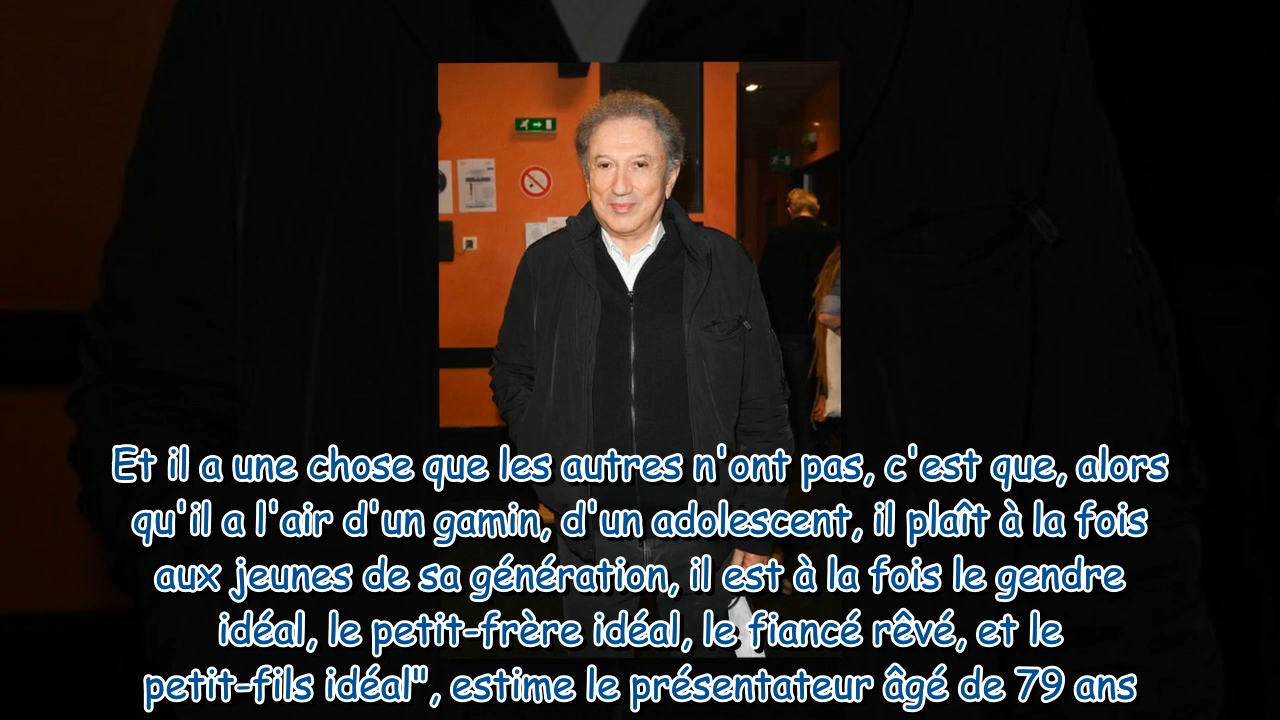 Et il a une chose que les autres n'ont pas, c'est que, alors
qu'il a l'air d'un gamin, d'un adolescent, il plaît à la fois
aux jeunes de sa génération, il est à la fois le gendre
idéal, le petit-frère idéal, le fiancé rêvé, et le
petit-fils idéal", estime le présentateur âgé de 79 ans